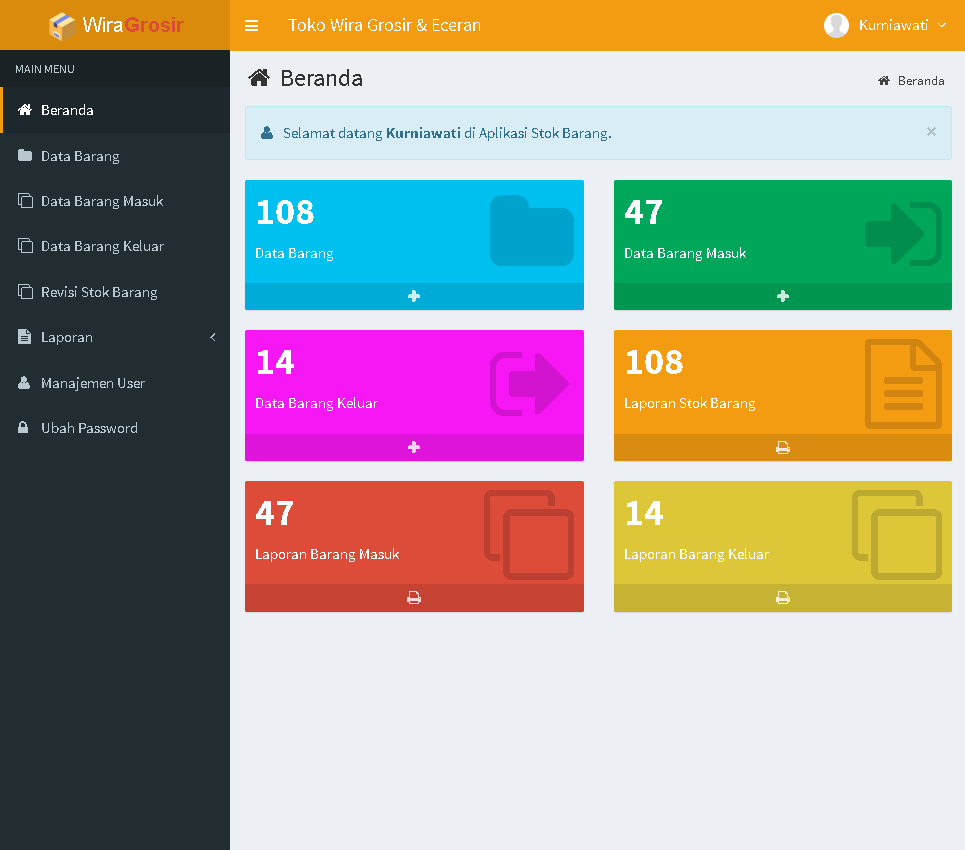 WiraGrosir
Toko Wira Grosir & Eceran
Kurniawati
MAIN MENU
Beranda
Data Barang
Data Barang Masuk
Data Barang Keluar
Revisi Stok Barang
Laporan
Manajemen User
Ubah Password
Beranda
Beranda
Selamat datang Kurniawati di Aplikasi Stok Barang.
×
108
Data Barang
47
Data Barang Masuk
14
Data Barang Keluar
108
Laporan Stok Barang
47
Laporan Barang Masuk
14
Laporan Barang Keluar